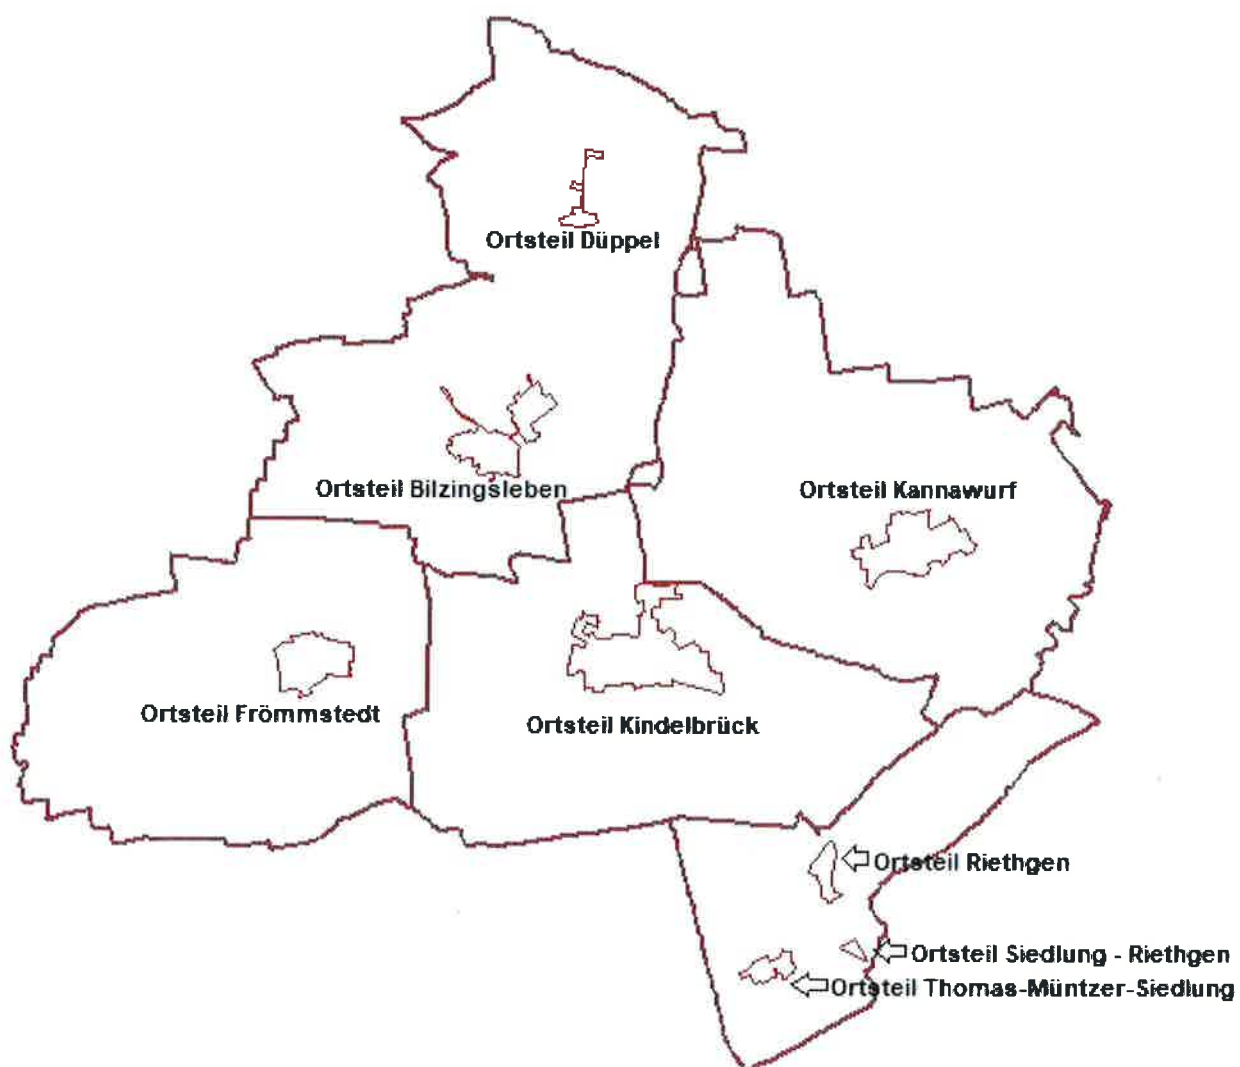 Ortsteil Düppel
Ortsteil Bilzingsleben
Ortsteil Kannawurf
Ortsteil Frömmstedt
Ortsteil Kindelbrück
Ortsteil Riethgen
Ortsteil Siedlung - Riethgen
Ortsteil Thomas-Müntzer-Siedlung